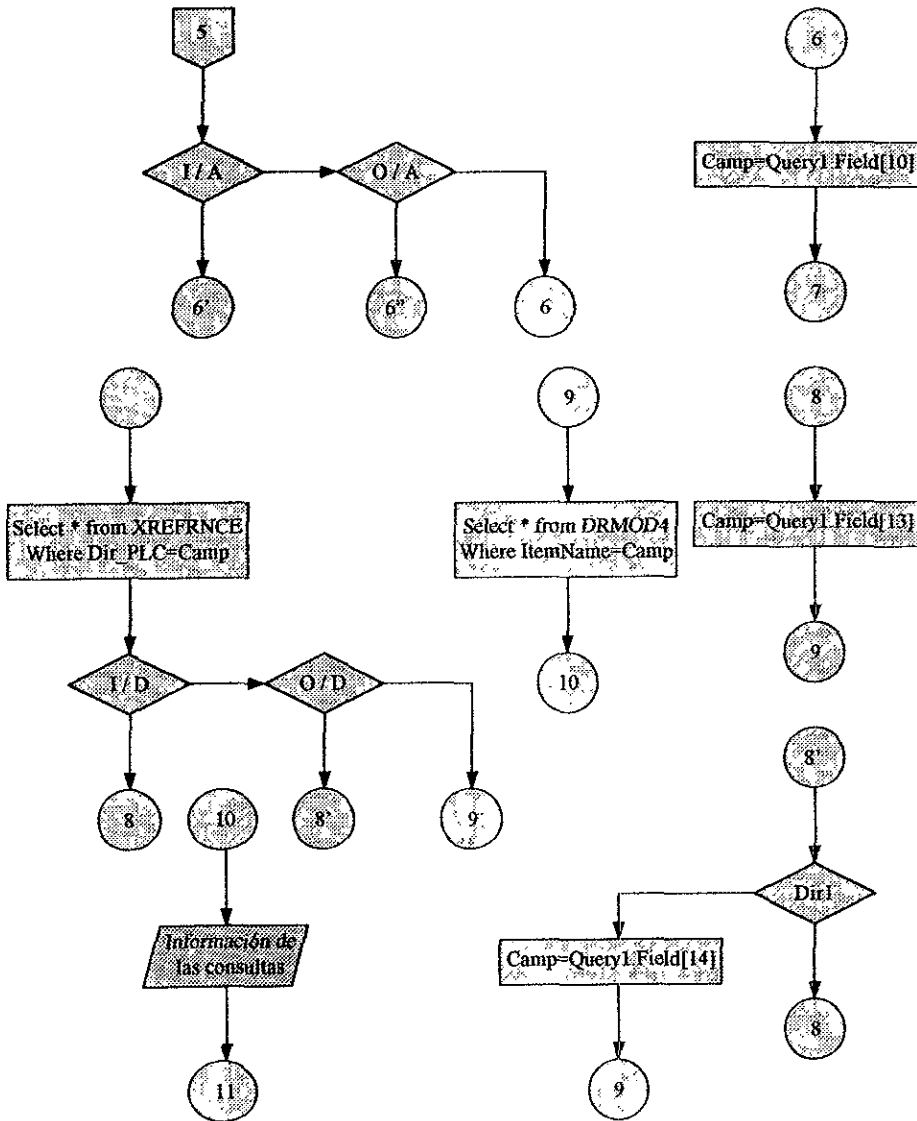 5
6
I / A
O / A
Camp=Query1.Field[10]
6'
6"
6
7
9
8
Select * from XREFRNCE
Where Dir_PLC=Camp
Select * from DRMOD4
Where ItemName=Camp
Camp=Query1.Field[13]
I / D
O / D
10
9
8'
8
10
8'
9
Dir1
Información de
las consultas
Camp=Query1.Field[14]
8
11
9